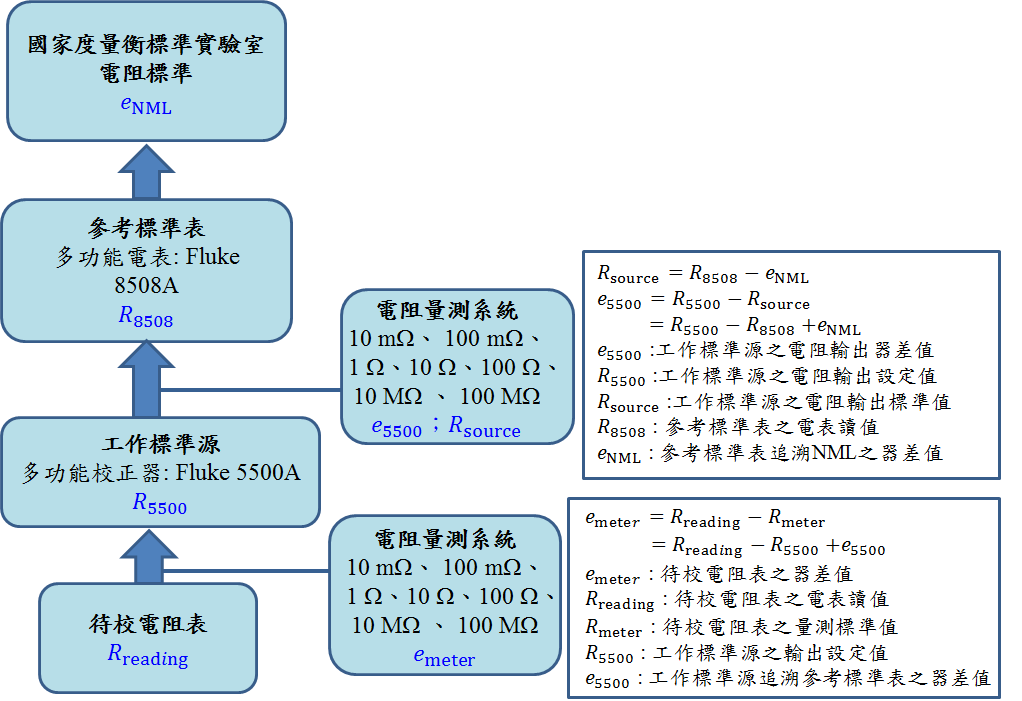 國家度量衡標準實驗室
電阻標準
eNML
參考標準表
多功能電表: Fluke
8508A
R8508
電阻量測系統
10 mΩ、 100 mΩ、
1 Ω、10 Ω、100 Ω、
10 MΩ 、 100 MΩ
e5500 ; Rsource
Rsource = R8508 − eNML
e5500 = R5500 − Rsource
= R5500 − R8508 +eNML
e5500 :工作標準源之電阻輸出器差值
R5500 :工作標準源之電阻輸出設定值
Rsource :工作標準源之電阻輸出標準值
R8508 : 參考標準表之電表讀值
eNML : 參考標準表追溯NML之器差值
工作標準源
多功能校正器: Fluke 5500A
R5500
電阻量測系統
10 mΩ、 100 mΩ、
1 Ω、10 Ω、100 Ω、
10 MΩ 、 100 MΩ
emeter
emeter = Rreading − Rmeter
= Rreading − R5500 +e5500
emeter : 待校電阻表之器差值
Rreading : 待校電阻表之電表讀值
Rmeter : 待校電阻表之量測標準值
R5500 : 工作標準源之輸出設定值
e5500 : 工作標準源追溯參考標準表之器差值
待校電阻表
Rreading